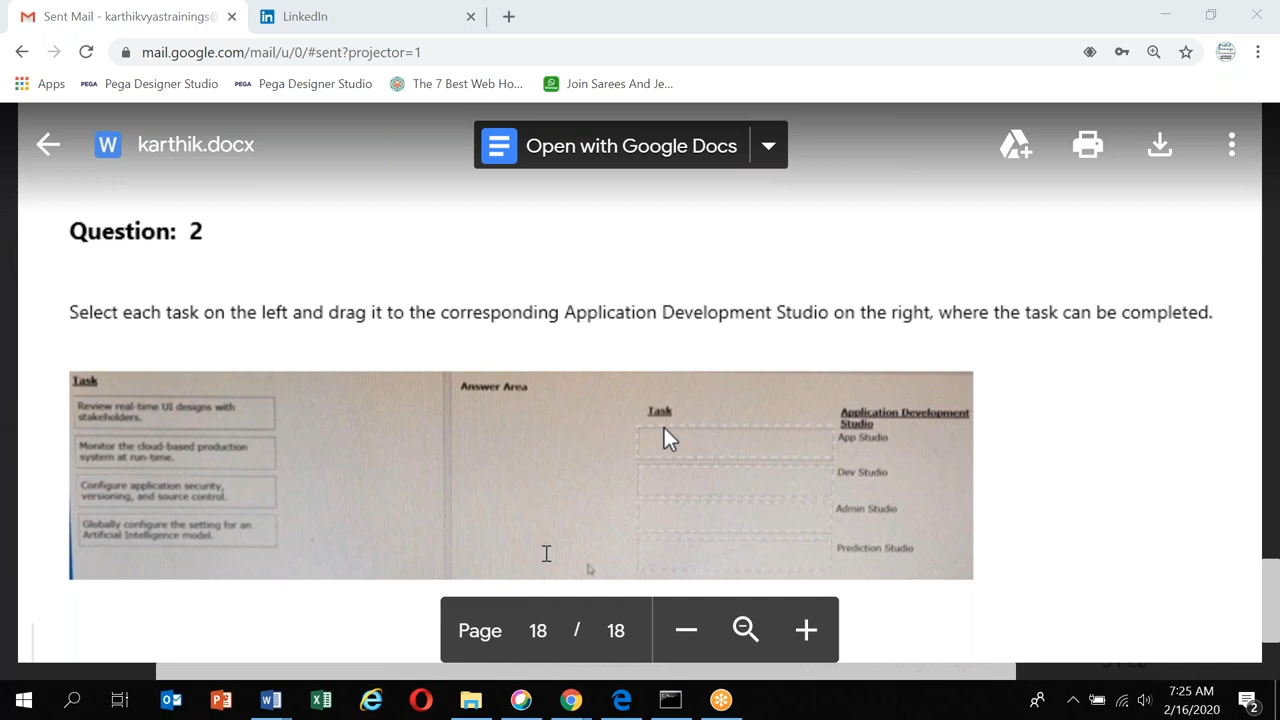 Sent Mail - karthikvyastrainings@
LinkedIn
mail.google.com/mail/u/0/#sent?projector=1
Apps
PEGA Pega Designer Studio
PEGA Pega Designer Studio
The 7 Best Web Ho...
Join Sarees And Je...
W karthik.docx
Open with Google Docs
Question: 2
Select each task on the left and drag it to the corresponding Application Development Studio on the right, where the task can be completed.
Task
Review real-time UI designs with
stakeholders.
Monitor the cloud-based production
system at run-time.
Configure application security,
versioning, and source control.
Globally configure the setting for an
Artificial Intelligence model.
Answer Area
Task
Application Development
Studio
App Studio
Dev Studio
Admin Studio
Prediction Studio
Page 18 / 18
7:25 AM
2/16/2020
2